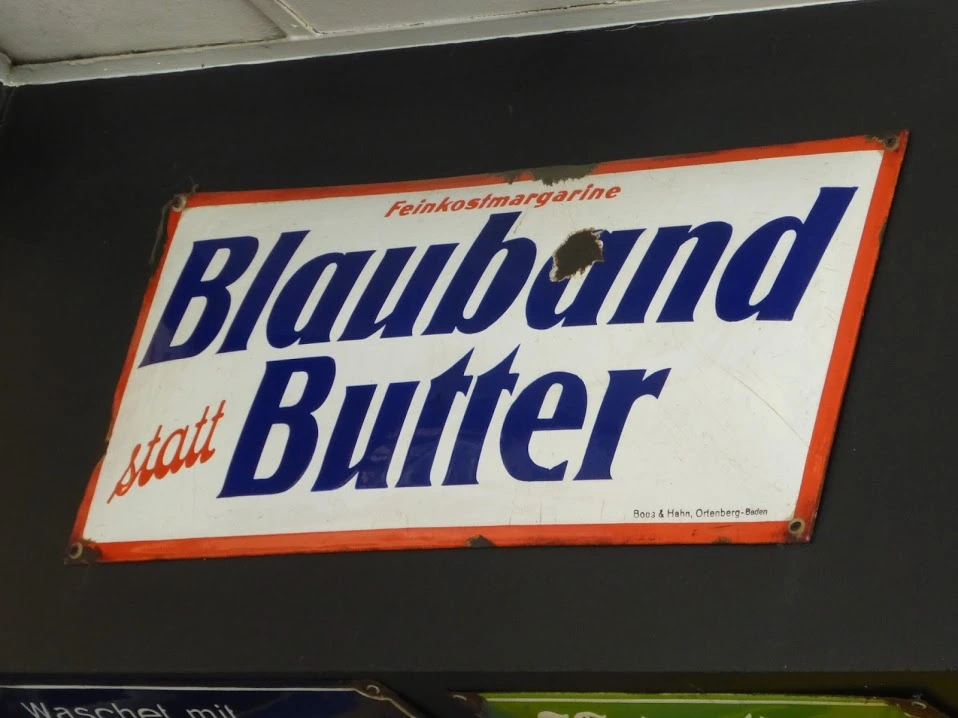 Feinkostmargarine
Blauband
statt Butter
Boos & Hahn, Ortenberg-Baden
Waschet mit